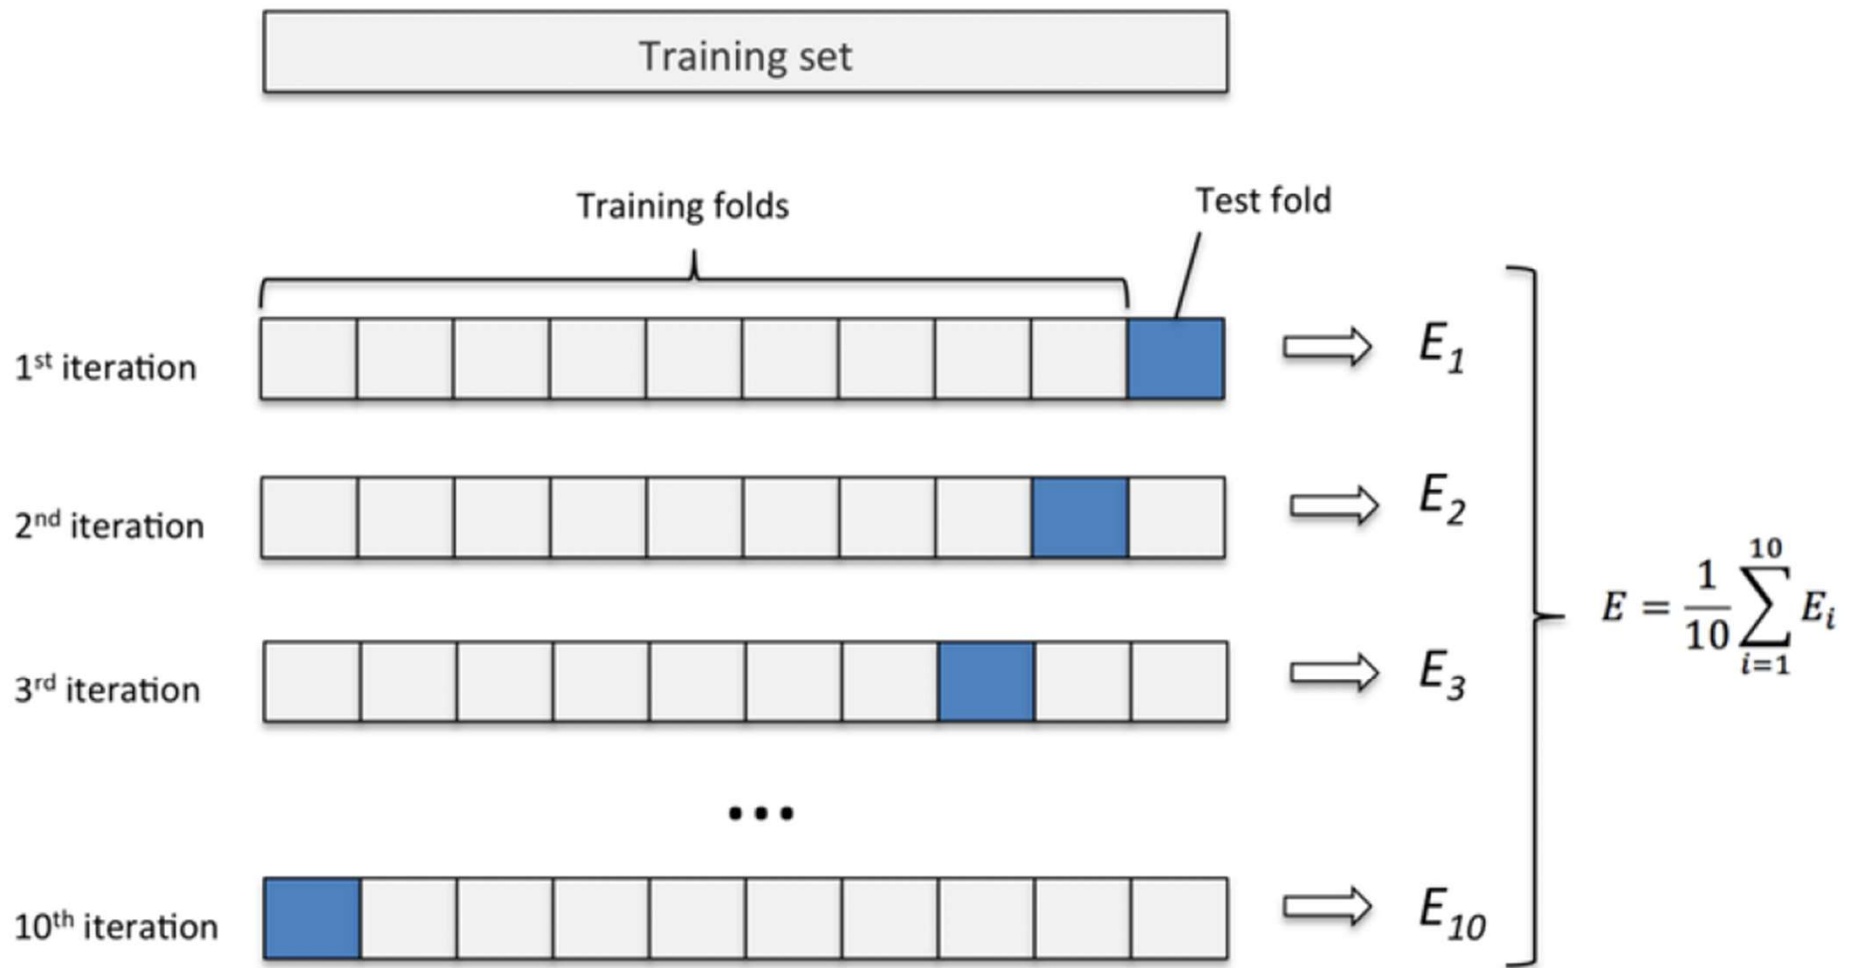 Training set
Training folds
Test fold
1st iteration
E1
2nd iteration
E2
E = 1/10 ∑ i=1 10 Ei
3rd iteration
E3
...
10th iteration
E10